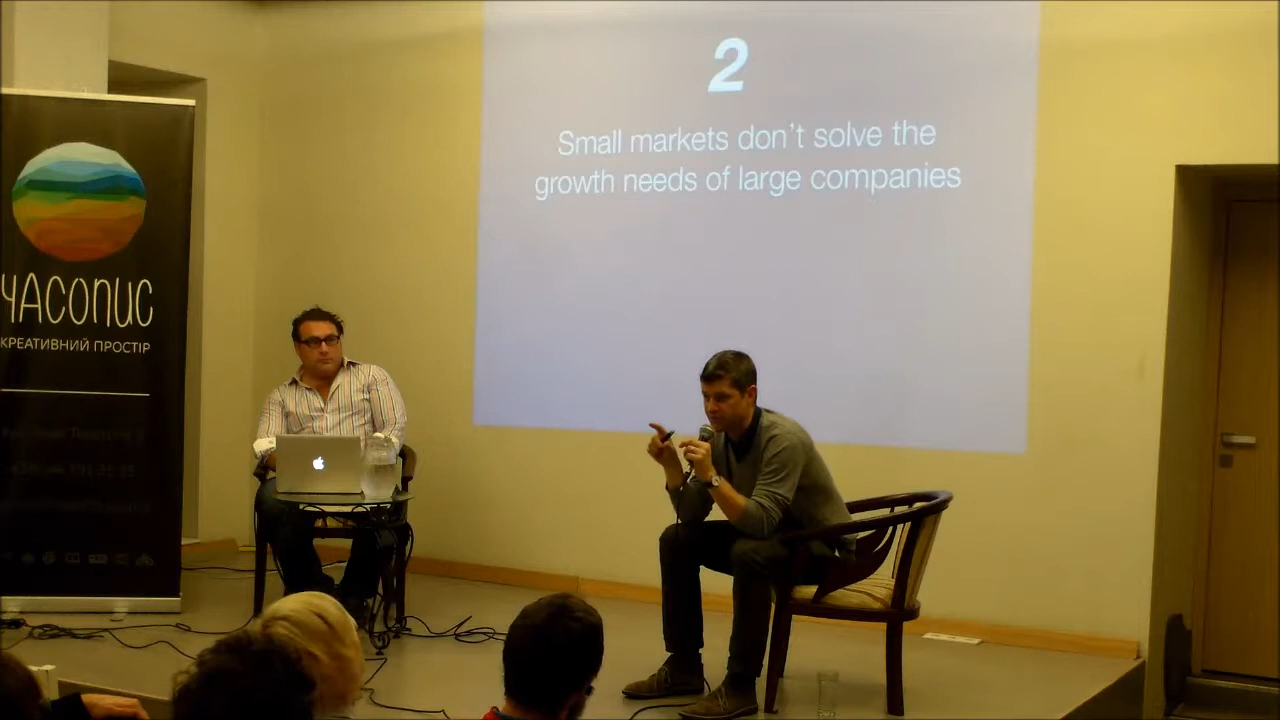 2
Small markets don't solve the
growth needs of large companies
ЧАСОПИС
КРЕАТИВНИЙ ПРОСТІР